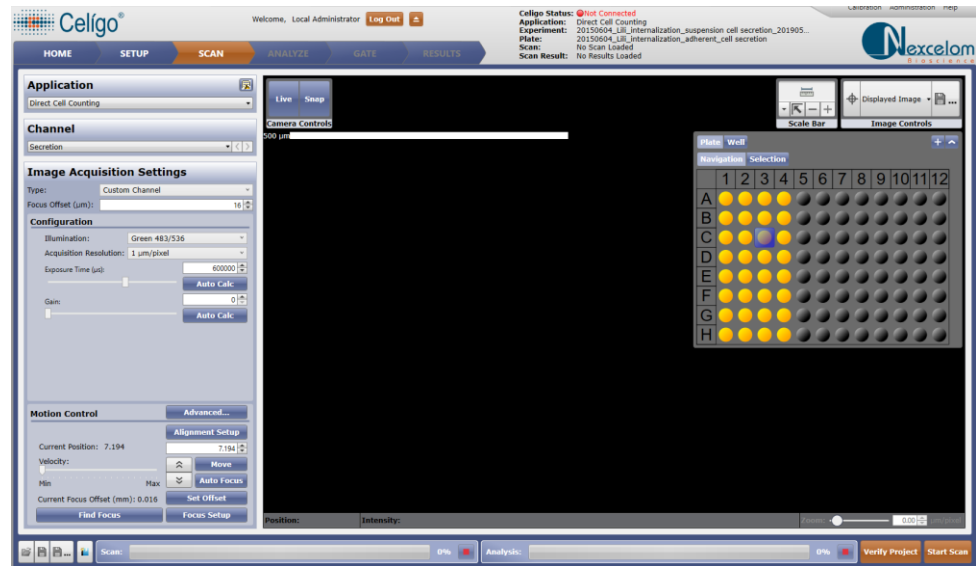 Celígo®
Welcome, Local Administrator Log Out
Celigo Status: Not Connected
Application: Direct Cell Counting
Experiment: 20150604_Lili_internalization_suspension cell secretion_201905...
Plate: 20150604_Lili_internalization_adherent_cell secretion
Scan: No Scan Loaded
Scan Result: No Results Loaded
Calibration Administration Help
Nexcelom
Bioscience
HOME SETUP SCAN ANALYZE GATE RESULTS
Application
Direct Cell Counting
Channel
Secretion
Image Acquisition Settings
Type: Custom Channel
Focus Offset (µm): 16
Configuration
Illumination: Green 483/536
Acquisition Resolution: 1 µm/pixel
Exposure Time (µs): 600000
Auto Calc
Gain: 0
Auto Calc
Motion Control Advanced...
Alignment Setup
Current Position: 7.194 7.194
Velocity: Move
Min Max Auto Focus
Current Focus Offset (mm): 0.016 Set Offset
Find Focus Focus Setup
Live Snap
Camera Controls
500 µm
Scale Bar
Displayed Image ...
Image Controls
Plate Well
Navigation Selection
1 2 3 4 5 6 7 8 9 10 11 12
A
B
C
D
E
F
G
H
Position: Intensity: Zoom: 0.00 µm/pixel
... Scan: 0% Analysis: 0% Verify Project Start Scan